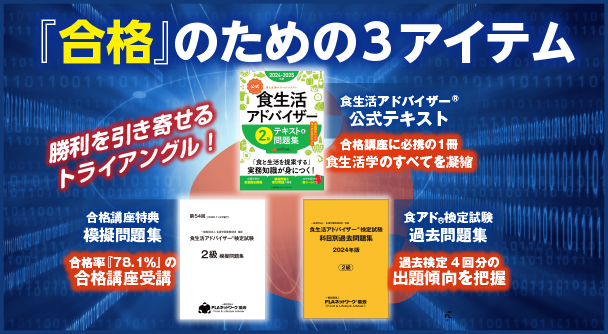 『合格』のための3アイテム
勝利を引き寄せる
トライアングル！
2024-2025
公式
食生活
アドバイザー®
2級
テキスト&
問題集
「食と生活を提案する」
実務知識が身につく！
食生活アドバイザー®
公式テキスト
合格講座に必携の1冊
食生活学のすべてを凝縮
合格講座特典
模擬問題集
合格率『78.1%』の
合格講座受講
第54回
食生活アドバイザー®検定試験
2級 模擬問題集
PLAネットワーク協会
食生活アドバイザー®検定試験
科目別過去問題集
2024年版
2級
PLAネットワーク協会
食アド®検定試験
過去問題集
過去検定4回分の
出題傾向を把握